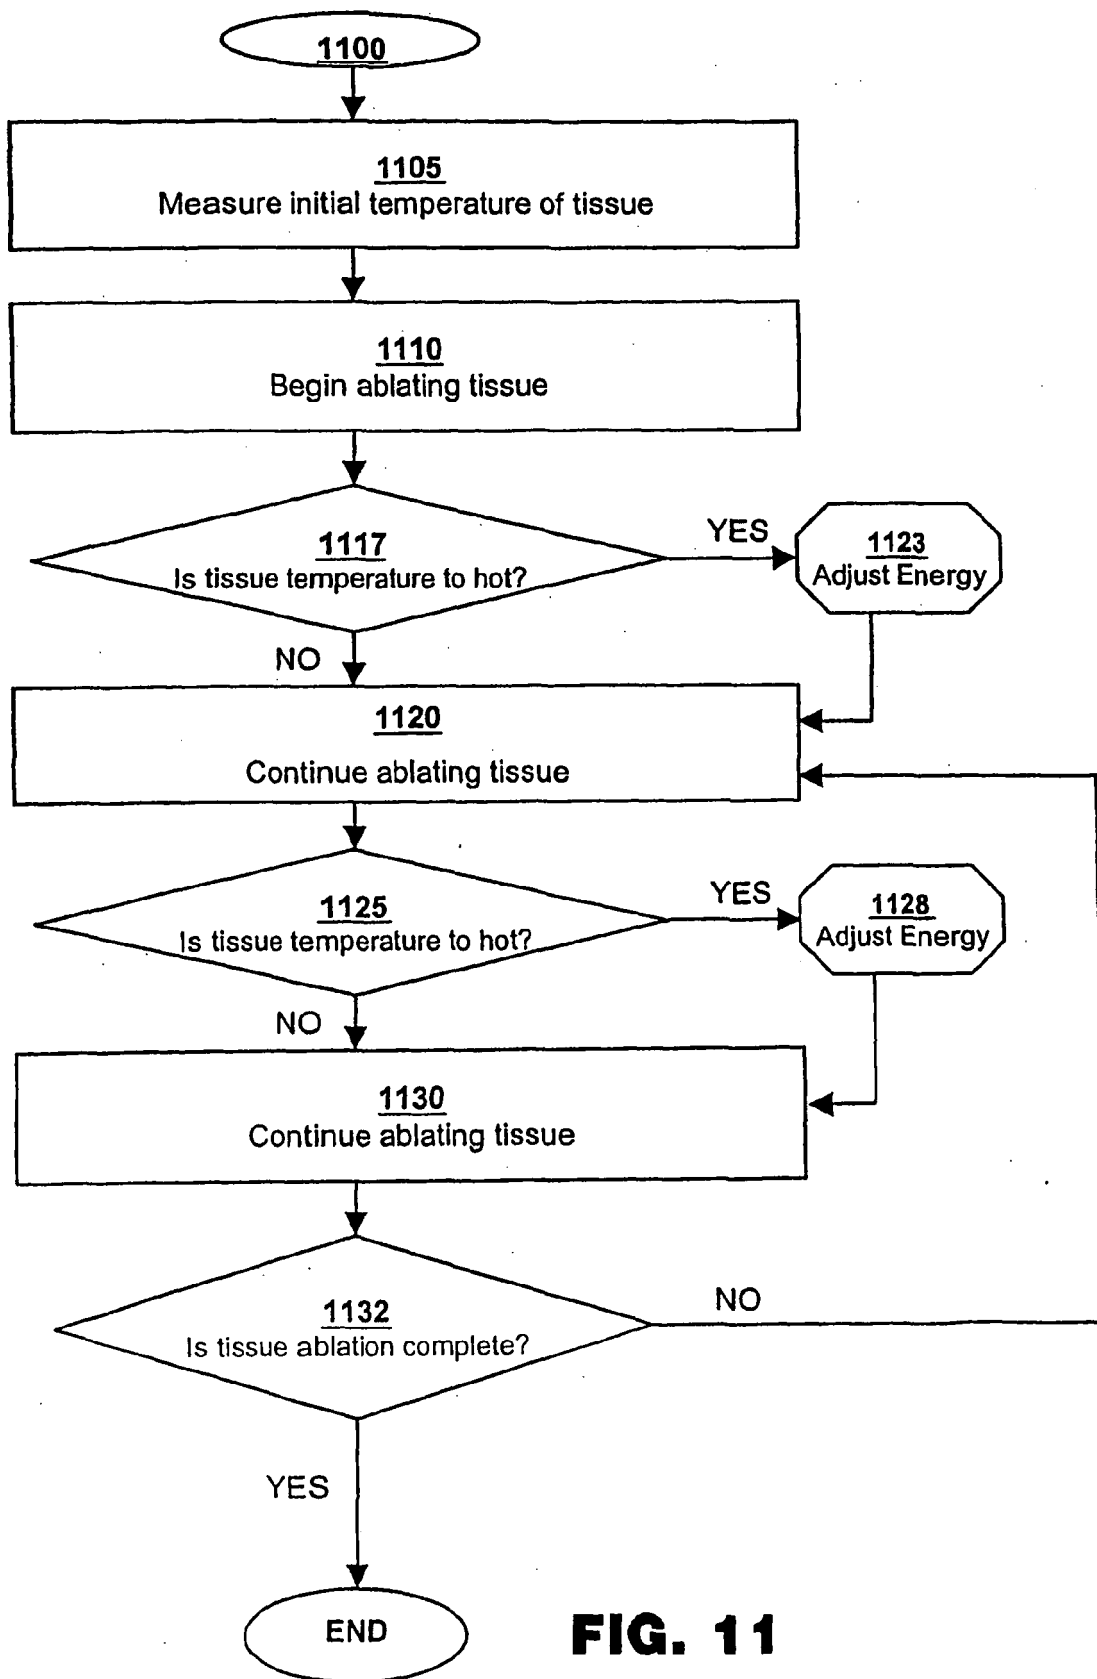 1100
1105
Measure initial temperature of tissue
1110
Begin ablating tissue
1117
Is tissue temperature to hot?
YES
1123
Adjust Energy
NO
1120
Continue ablating tissue
1125
Is tissue temperature to hot?
YES
1128
Adjust Energy
NO
1130
Continue ablating tissue
1132
Is tissue ablation complete?
NO
YES
END
FIG. 11